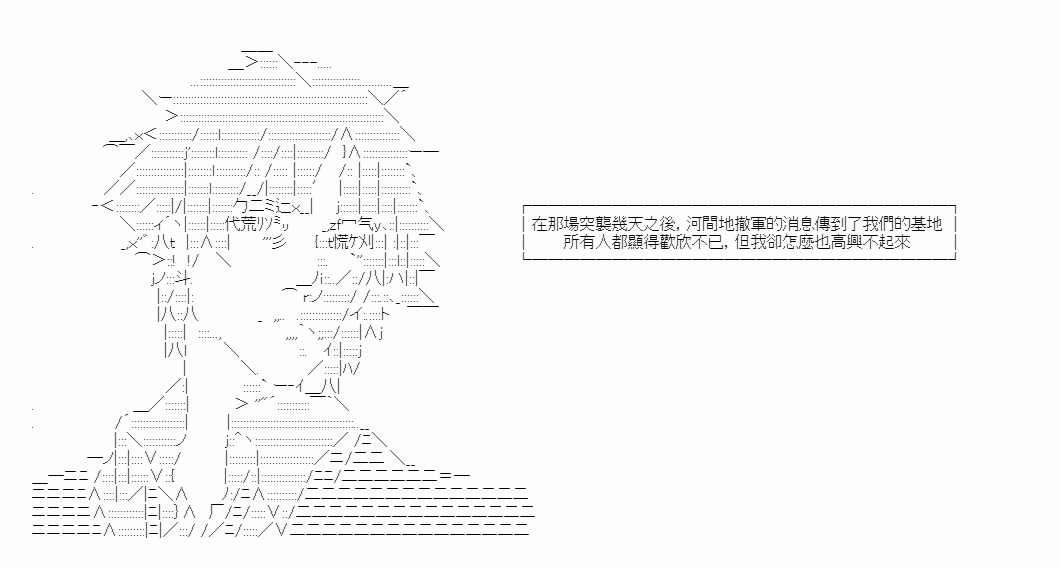 在那場突襲幾天之後，河間地撤軍的消息傳到了我們的基地
所有人都顯得歡欣不已，但我卻怎麼也高興不起來